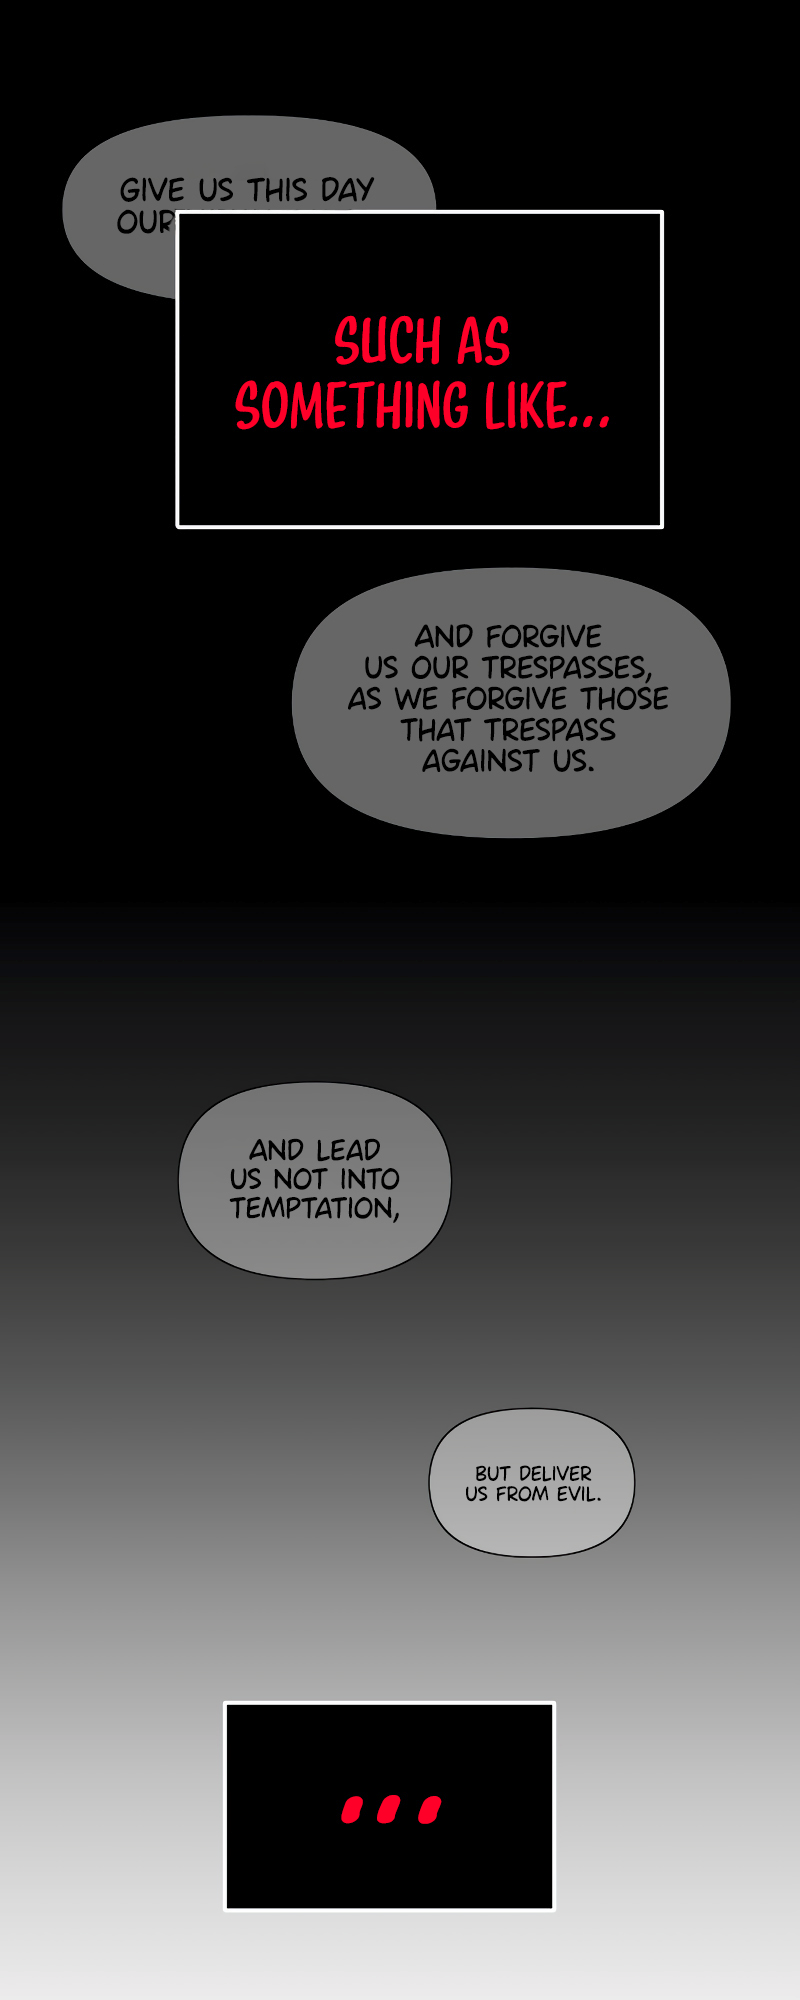 GIVE US THIS DAY
OUR
SUCH AS
SOMETHING LIKE...
AND FORGIVE
US OUR TRESPASSES,
AS WE FORGIVE THOSE
THAT TRESPASS
AGAINST US.
AND LEAD
US NOT INTO
TEMPTATION,
BUT DELIVER
US FROM EVIL.
...